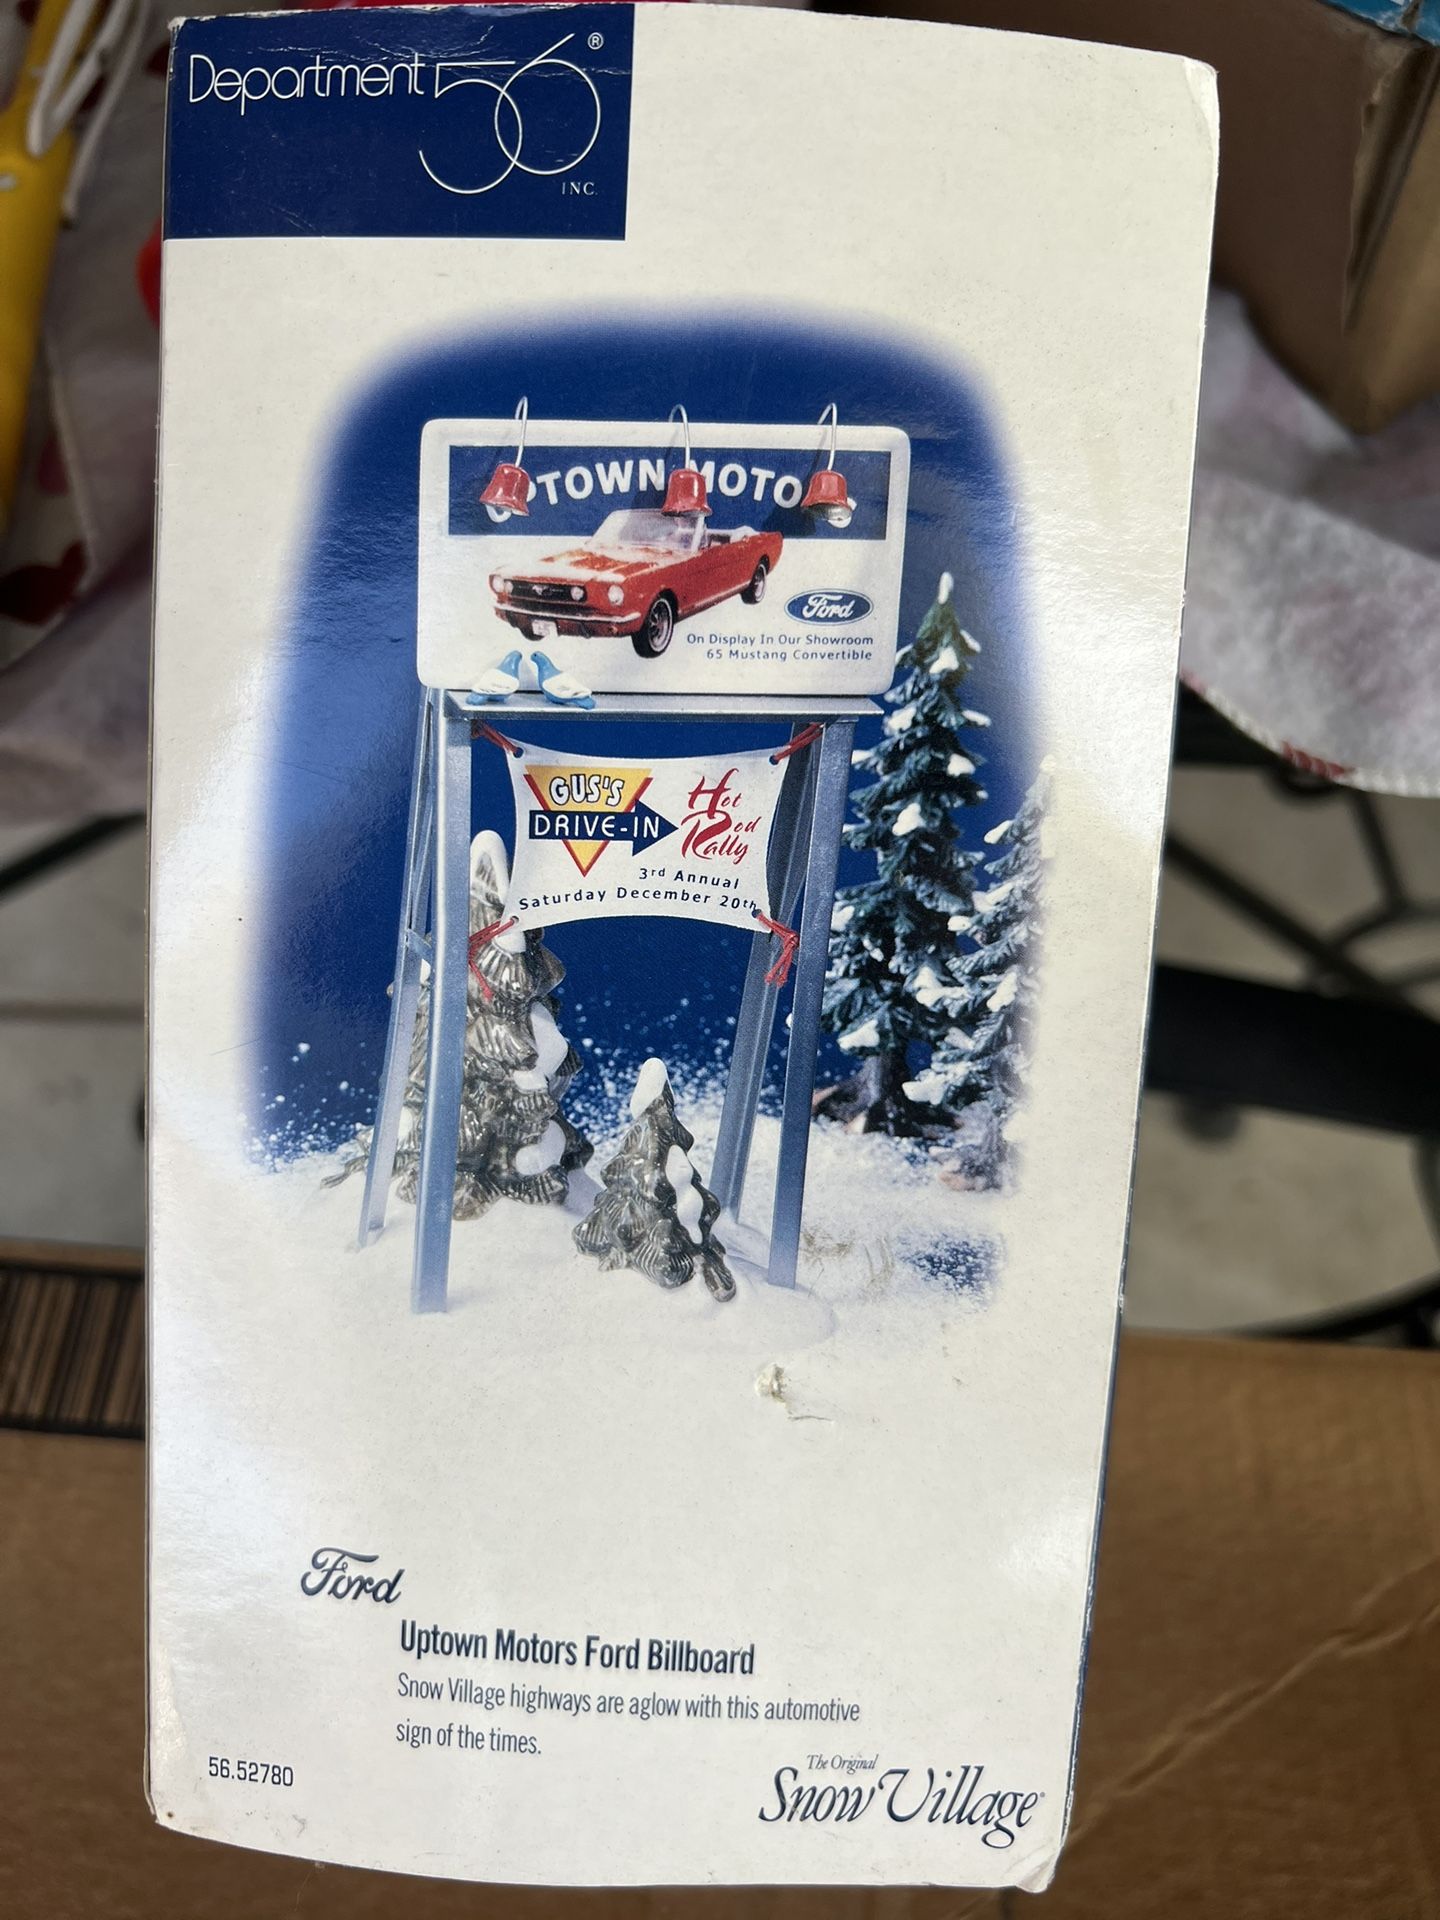 Department 56®
INC.
UPTOWN MOTORS
Ford
On Display In Our Showroom
65 Mustang Convertible
GUS'S
DRIVE-IN
Hot
Rod
Rally
3rd Annual
Saturday December 20th
Ford
Uptown Motors Ford Billboard
Snow Village highways are aglow with this automotive
sign of the times.
56.52780
The Original
Snow Village®